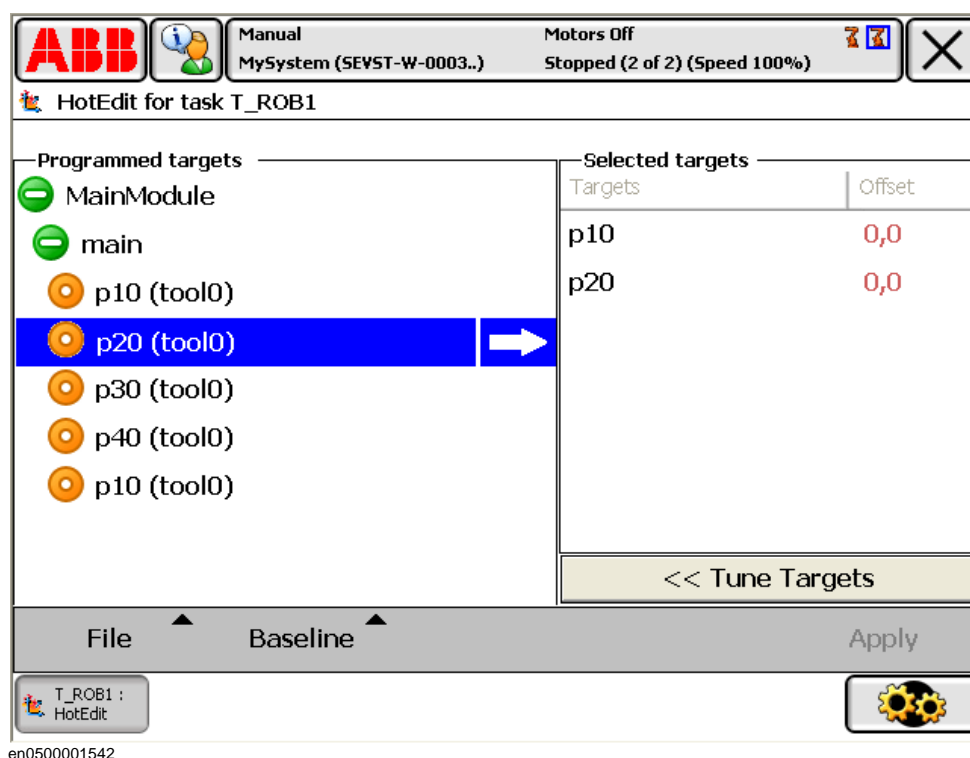 ABB
Manual
MySystem (SEVST-W-0003..)
Motors Off
Stopped (2 of 2) (Speed 100%)
HotEdit for task T_ROB1
Programmed targets
MainModule
main
p10 (tool0)
p20 (tool0)
p30 (tool0)
p40 (tool0)
p10 (tool0)
Selected targets
Targets Offset
p10 0,0
p20 0,0
<< Tune Targets
File Baseline Apply
T_ROB1 :
HotEdit
en0500001542